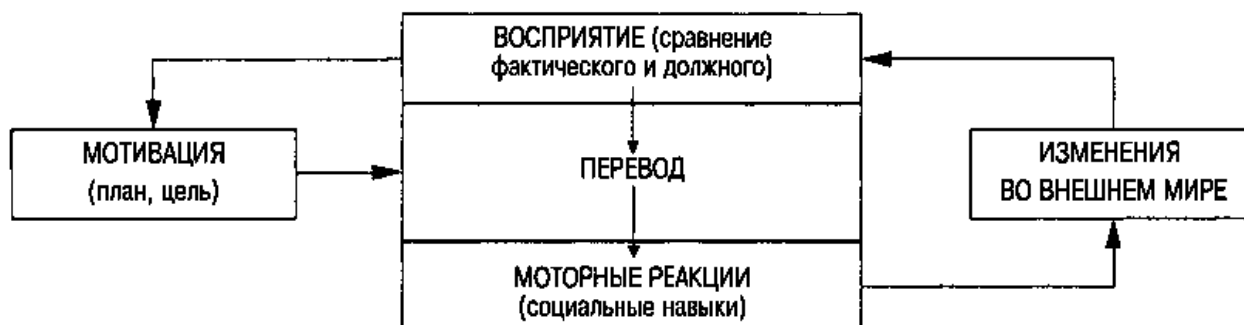 ВОСПРИЯТИЕ (сравнение
фактического и должного)
МОТИВАЦИЯ
(план, цель)
ПЕРЕВОД
ИЗМЕНЕНИЯ
ВО ВНЕШНЕМ МИРЕ
МОТОРНЫЕ РЕАКЦИИ
(социальные навыки)